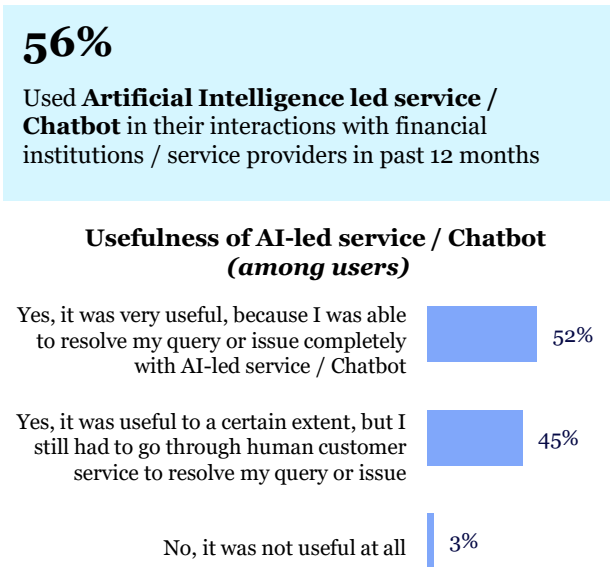 56%
Used Artificial Intelligence led service /
Chatbot in their interactions with financial
institutions / service providers in past 12 months
Usefulness of AI-led service / Chatbot
(among users)
Yes, it was very useful, because I was able
to resolve my query or issue completely
with AI-led service / Chatbot
52%
Yes, it was useful to a certain extent, but I
still had to go through human customer
service to resolve my query or issue
45%
No, it was not useful at all
3%